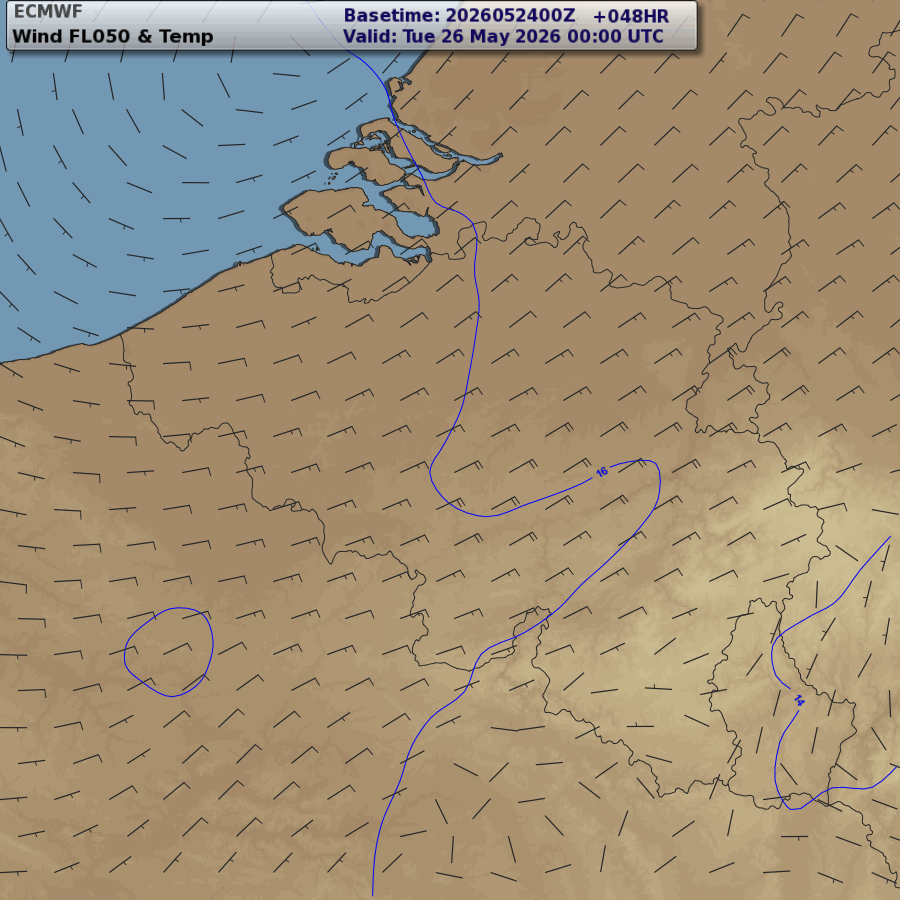 ECMWF
Basetime: 2026052400Z +048HR
Wind FL050 & Temp
Valid: Tue 26 May 2026 00:00 UTC
16
14